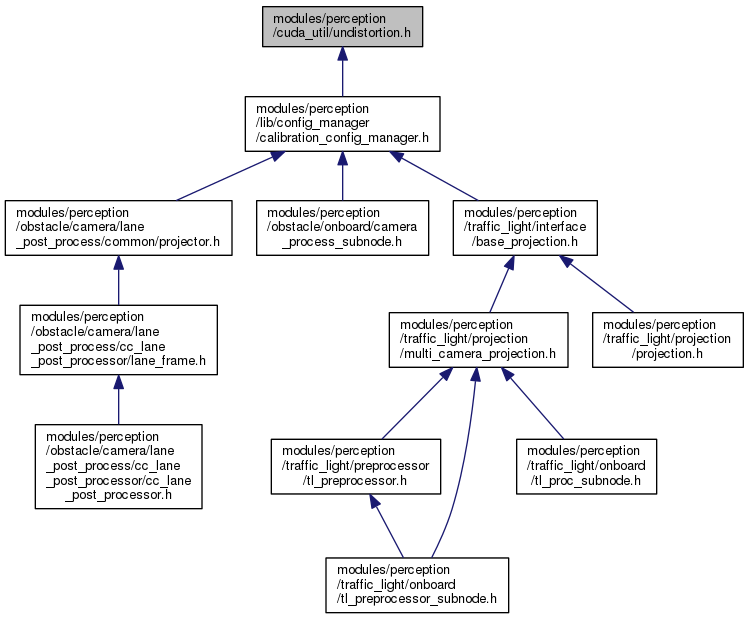 modules/perception
/cuda_util/undistortion.h
modules/perception
/lib/config_manager
/calibration_config_manager.h
modules/perception
/obstacle/camera/lane
_post_process/common/projector.h
modules/perception
/obstacle/onboard/camera
_process_subnode.h
modules/perception
/traffic_light/interface
/base_projection.h
modules/perception
/obstacle/camera/lane
_post_process/cc_lane
_post_processor/lane_frame.h
modules/perception
/traffic_light/projection
/multi_camera_projection.h
modules/perception
/traffic_light/projection
/projection.h
modules/perception
/obstacle/camera/lane
_post_process/cc_lane
_post_processor/cc_lane
_post_processor.h
modules/perception
/traffic_light/preprocessor
/tl_preprocessor.h
modules/perception
/traffic_light/onboard
/tl_proc_subnode.h
modules/perception
/traffic_light/onboard
/tl_preprocessor_subnode.h